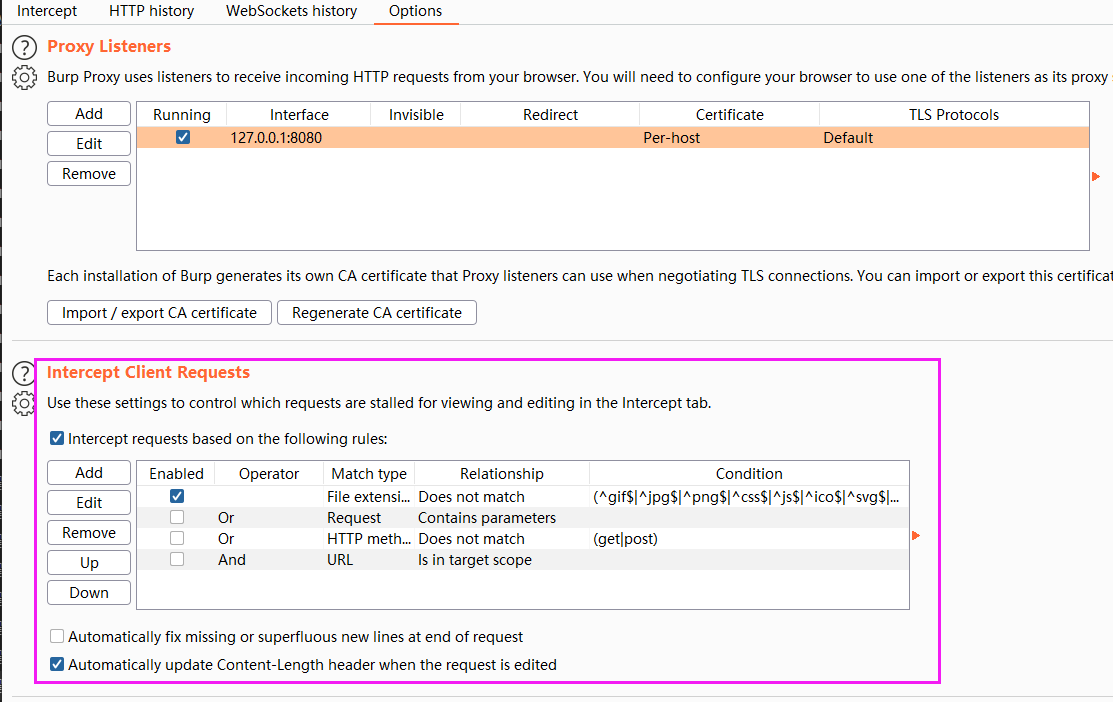 Intercept HTTP history WebSockets history Options
? Proxy Listeners
Burp Proxy uses listeners to receive incoming HTTP requests from your browser. You will need to configure your browser to use one of the listeners as its proxy
Add Running Interface Invisible Redirect Certificate TLS Protocols
127.0.0.1:8080 Per-host Default
Edit
Remove
Each installation of Burp generates its own CA certificate that Proxy listeners can use when negotiating TLS connections. You can import or export this certificat
Import / export CA certificate Regenerate CA certificate
? Intercept Client Requests
Use these settings to control which requests are stalled for viewing and editing in the Intercept tab.
Intercept requests based on the following rules:
Add Enabled Operator Match type Relationship Condition
File extensi... Does not match (^gif$|^jpg$|^png$|^css$|^js$|^ico$|^svg$|...
Edit
Or Request Contains parameters
Remove Or HTTP meth... Does not match (get|post)
Up And URL Is in target scope
Down
Automatically fix missing or superfluous new lines at end of request
Automatically update Content-Length header when the request is edited